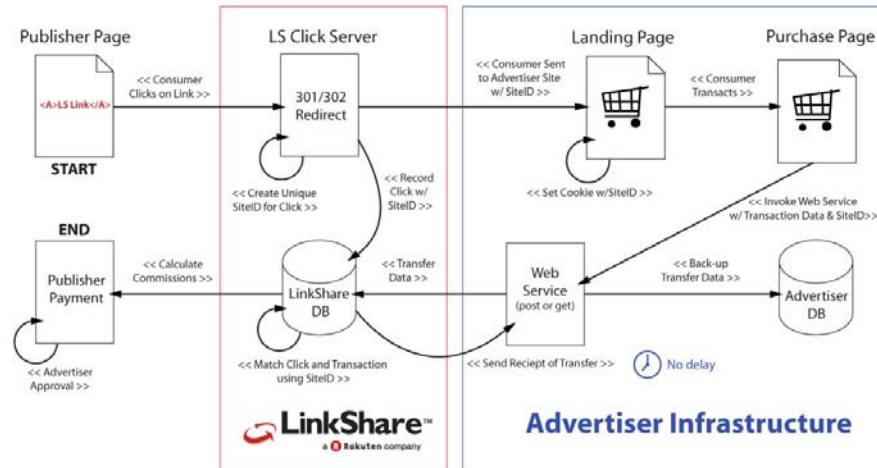 Publisher Page
LS Click Server
Landing Page
Purchase Page
<A>LS Link</A>
START
<< Consumer
Clicks on Link >>
301/302
Redirect
<< Create Unique
SiteID for Click >>
<< Record
Click w/
SiteID >>
<< Consumer Sent
to Advertiser Site
w/ SiteID >>
<< Set Cookie w/SiteID >>
<< Consumer
Transacts >>
<< Invoke Web Service
w/ Transaction Data & SiteID>>
END
Publisher
Payment
<< Advertiser
Approval >>
<< Calculate
Commissions >>
LinkShare
DB
<< Match Click and Transaction
using SiteID >>
<< Transfer
Data >>
Web
Service
(post or get)
<< Send Reciept of Transfer >>
<< Back-up
Transfer Data >>
Advertiser
DB
No delay
LinkShare™
a R Rakuten company
Advertiser Infrastructure